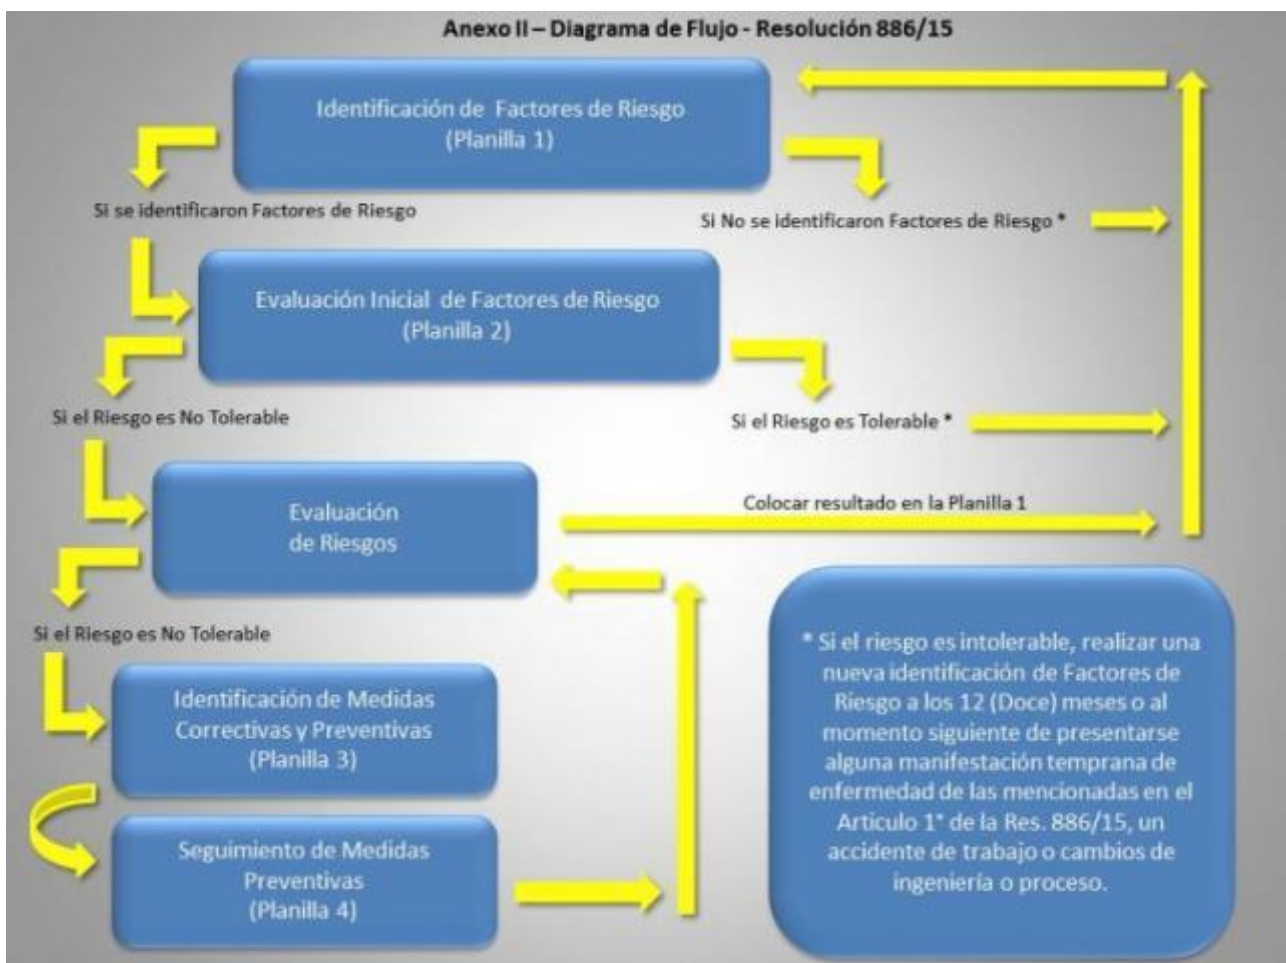 Anexo II – Diagrama de Flujo - Resolución 886/15
Identificación de Factores de Riesgo
(Planilla 1)
Si se identificaron Factores de Riesgo
Si No se identificaron Factores de Riesgo *
Evaluación Inicial de Factores de Riesgo
(Planilla 2)
Si el Riesgo es No Tolerable
Si el Riesgo es Tolerable *
Evaluación
de Riesgos
Colocar resultado en la Planilla 1
Si el Riesgo es No Tolerable
Identificación de Medidas
Correctivas y Preventivas
(Planilla 3)
Seguimiento de Medidas
Preventivas
(Planilla 4)
* Si el riesgo es intolerable, realizar una
nueva identificación de Factores de
Riesgo a los 12 (Doce) meses o al
momento siguiente de presentarse
alguna manifestación temprana de
enfermedad de las mencionadas en el
Articulo 1° de la Res. 886/15, un
accidente de trabajo o cambios de
ingeniería o proceso.